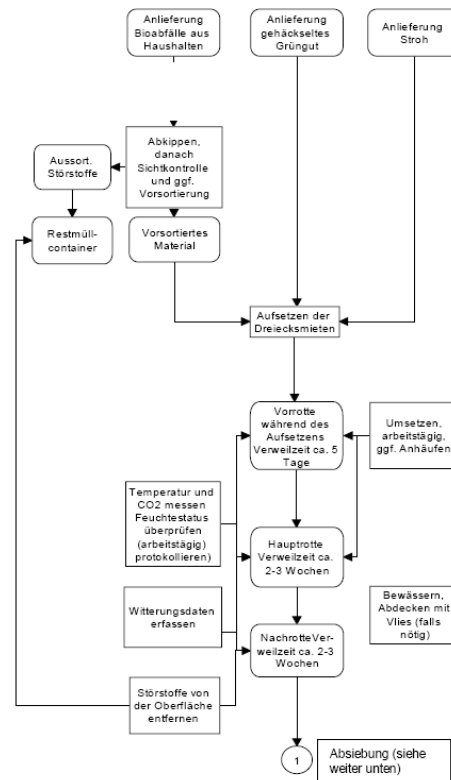 Anlieferung
Bioabfälle aus
Haushalten
Anlieferung
gehäckseltes
Grüngut
Anlieferung
Stroh
Abkippen,
danach
Sichtkontrolle
und ggf.
Vorsortierung
Aussort.
Störstoffe
Restmüll-
container
Vorsortiertes
Material
Aufsetzen der
Dreiecksmieten
Vorrotte
während des
Aufsetzens
Verweilzeit ca. 5
Tage
Umsetzen,
arbeitstägig,
ggf. Anhäufen
Temperatur und
CO2 messen
Feuchtestatus
überprüfen
(arbeitstägig)
protokollieren)
Hauptrotte
Verweilzeit ca.
2-3 Wochen
Bewässern,
Abdecken mit
Vlies (falls
nötig)
Witterungsdaten
erfassen
NachrotteVer-
weilzeit ca. 2-3
Wochen
Störstoffe von
der Oberfläche
entfernen
1
Absiebung (siehe
weiter unten)